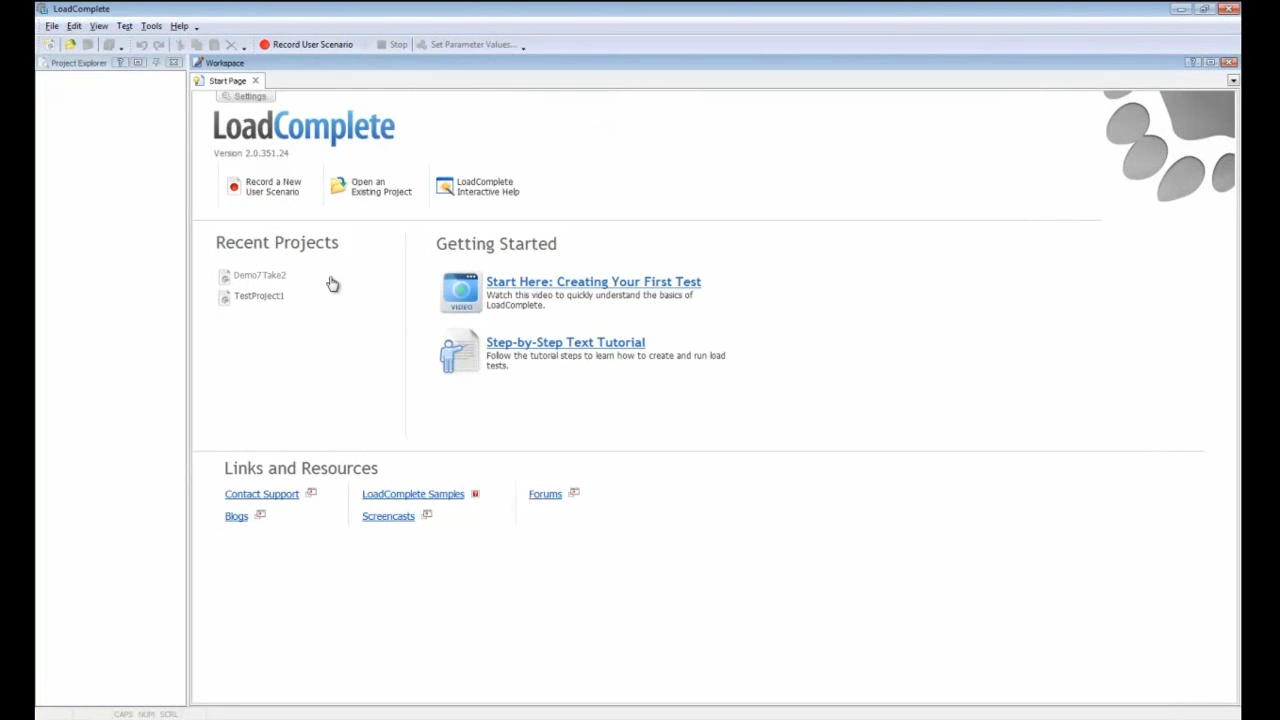 LoadComplete
File Edit View Test Tools Help
Record User Scenario Stop Set Parameter Values...
Project Explorer
Workspace
Start Page
Settings
LoadComplete
Version 2.0.351.24
Record a New
User Scenario
Open an
Existing Project
LoadComplete
Interactive Help
Recent Projects
Demo7Take2
TestProject1
Getting Started
Start Here: Creating Your First Test
Watch this video to quickly understand the basics of
LoadComplete.
VIDEO
Step-by-Step Text Tutorial
Follow the tutorial steps to learn how to create and run load
tests.
Links and Resources
Contact Support
LoadComplete Samples
Forums
Blogs
Screencasts
CAPS NUM SCRL